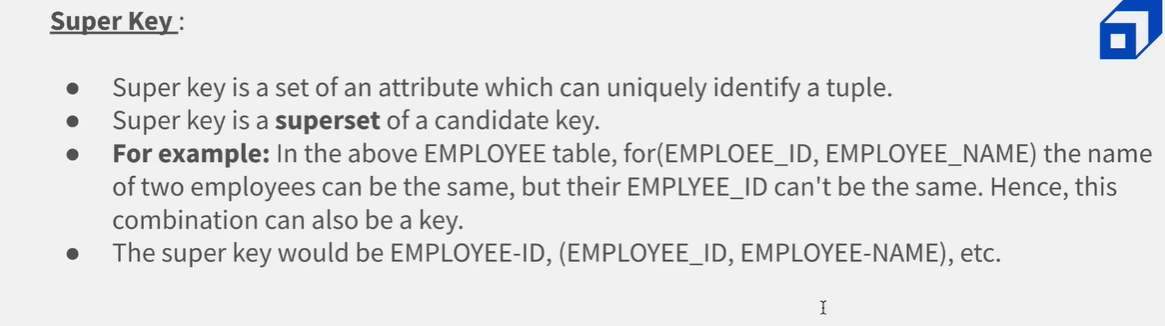 Super Key :
● Super key is a set of an attribute which can uniquely identify a tuple.
● Super key is a superset of a candidate key.
● For example: In the above EMPLOYEE table, for(EMPLOEE_ID, EMPLOYEE_NAME) the name
of two employees can be the same, but their EMPLYEE_ID can't be the same. Hence, this
combination can also be a key.
● The super key would be EMPLOYEE-ID, (EMPLOYEE_ID, EMPLOYEE-NAME), etc.